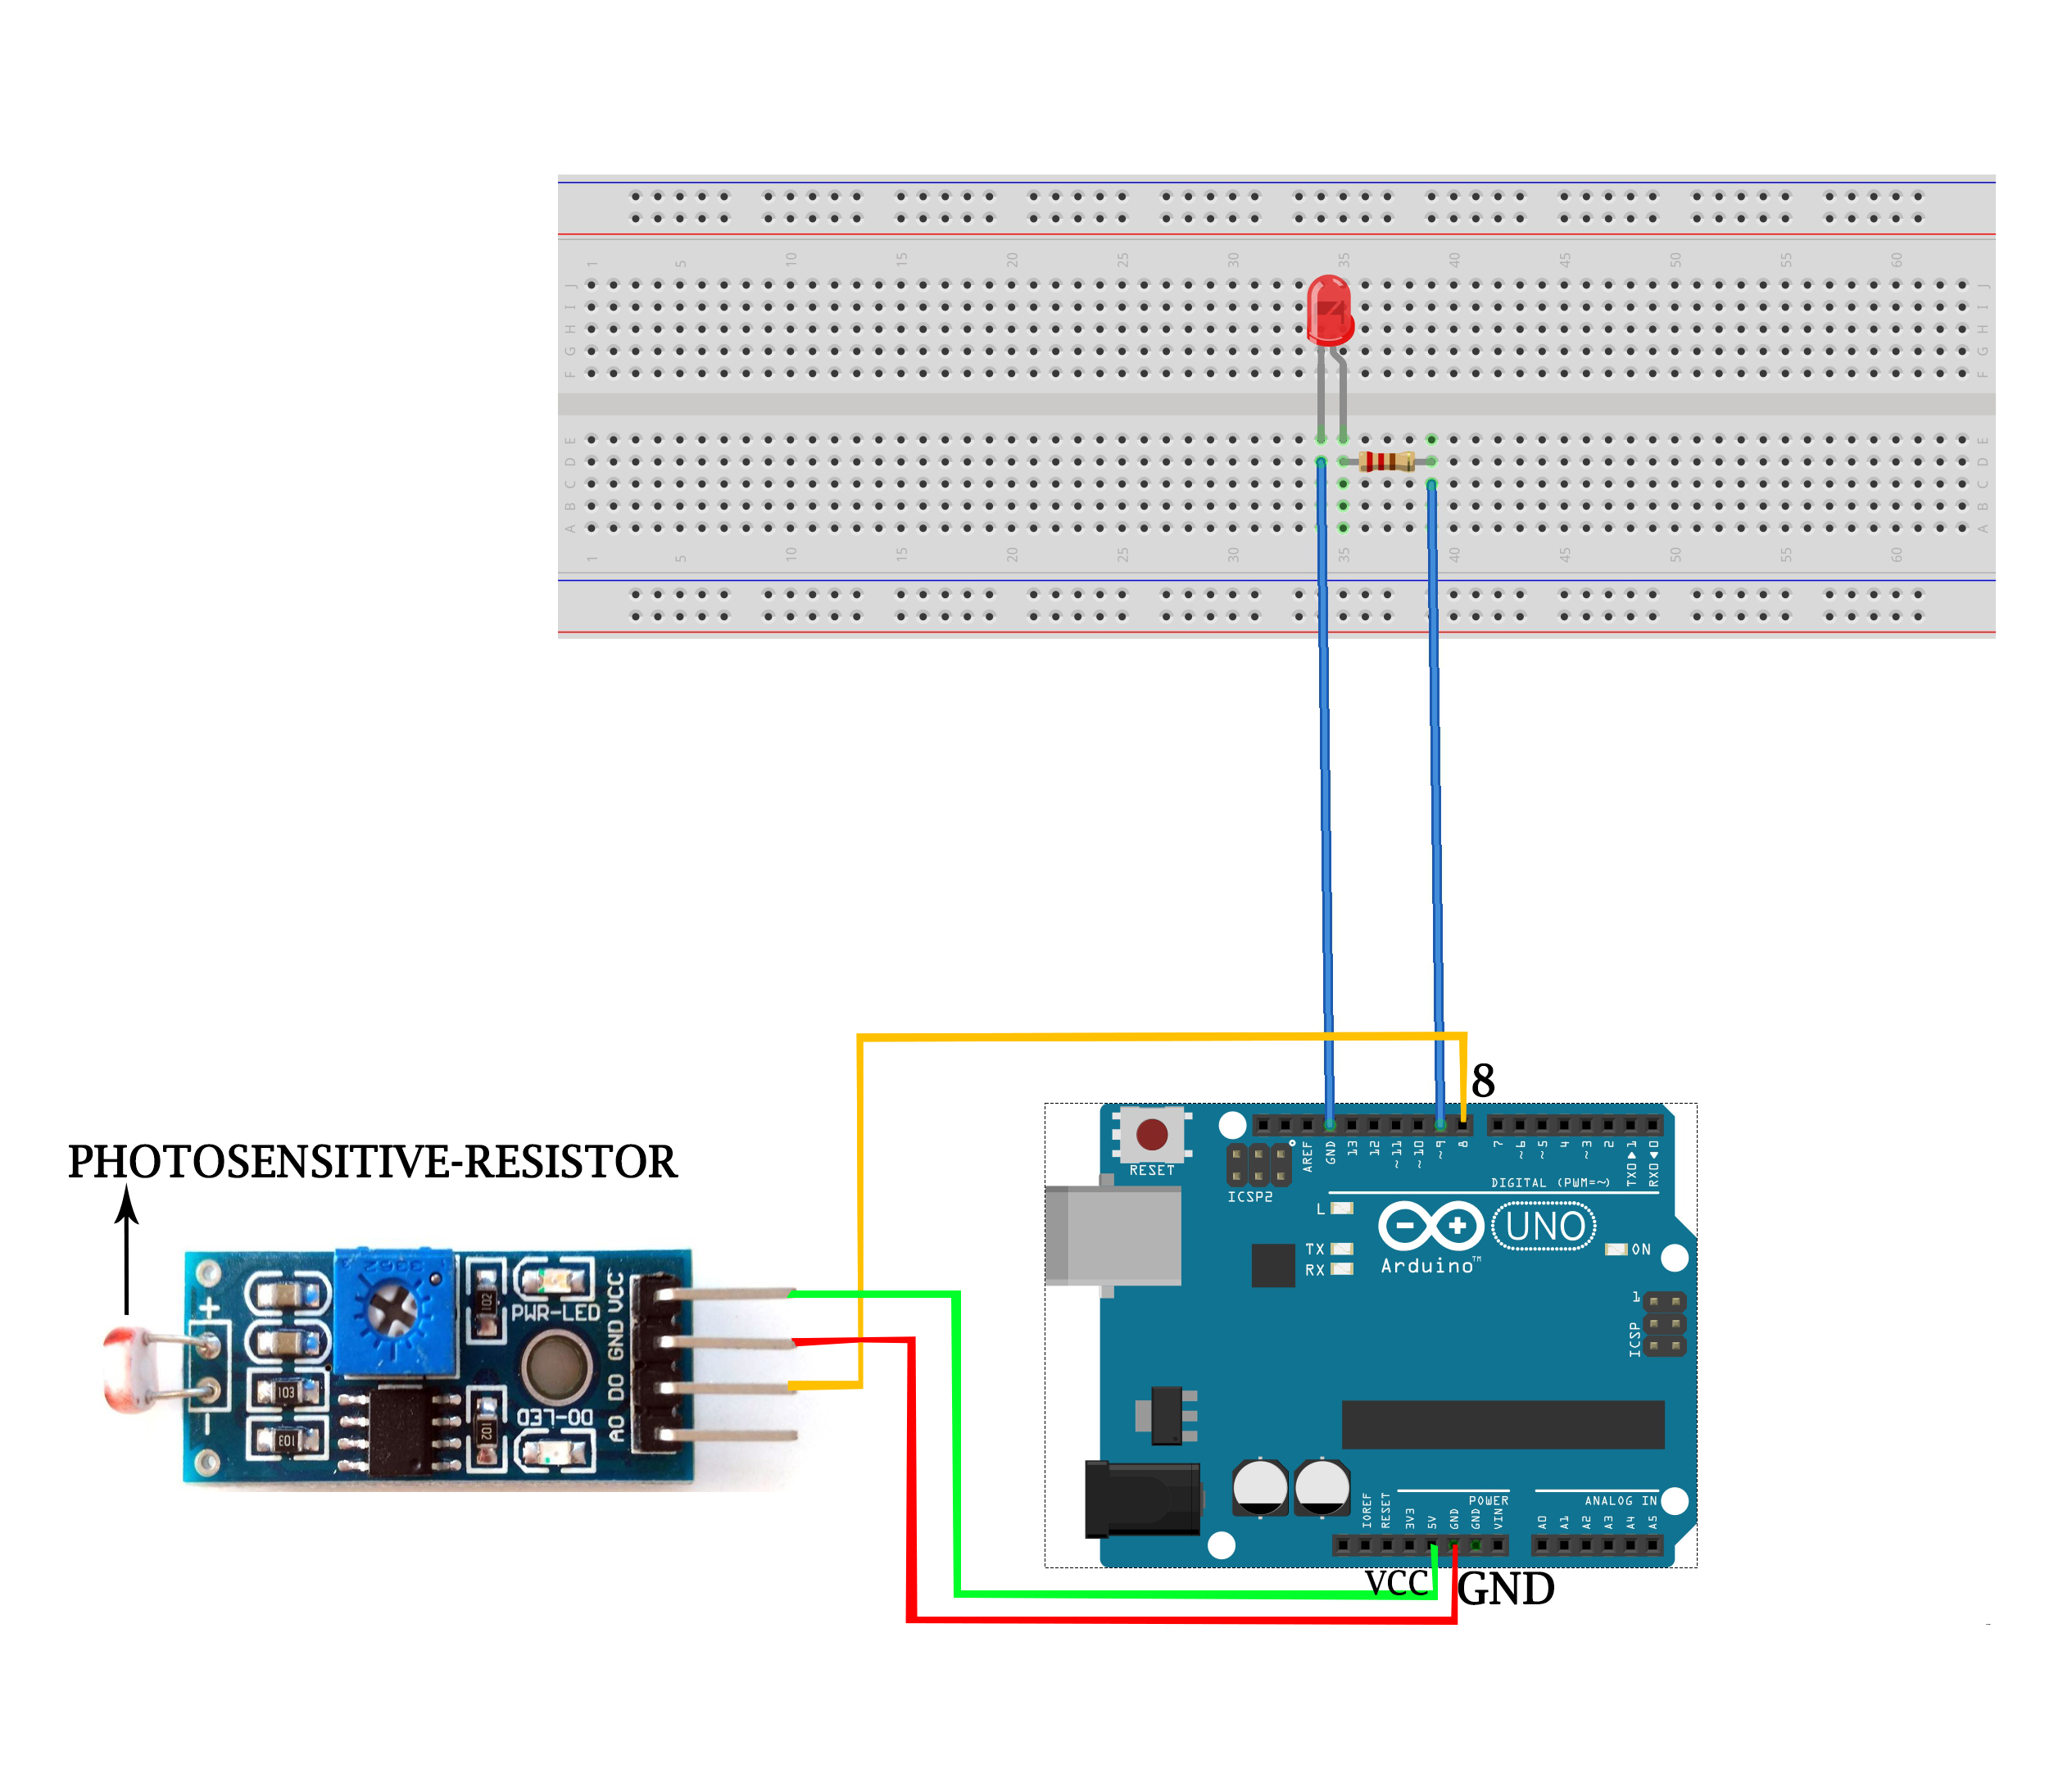 1 5 10 15 20 25 30 35 40 45 50 55 60
J J
I I
H H
G G
F F
E E
D D
C C
B B
A A
1 5 10 15 20 25 30 35 40 45 50 55 60
8
PHOTOSENSITIVE-RESISTOR
RESET
ICSP2
AREF GND 13 12 ~11 ~10 ~9 8 7 ~6 ~5 4 ~3 2 TX0▶1 RX0◀0
DIGITAL (PWM=~)
L
TX
RX
Arduino™
UNO
ON
1
ICSP
3362
102
PWR-LED
VCC
GND
DO
AO
+
103
103
102
DO-LED
POWER
ANALOG IN
IOREF RESET 3V3 5V GND GND VIN A0 A1 A2 A3 A4 A5
VCC
GND